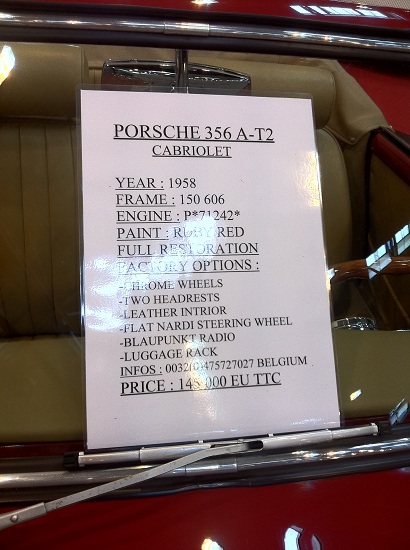 PORSCHE 356 A-T2
CABRIOLET
YEAR : 1958
FRAME : 150 606
ENGINE : P*71242*
PAINT : RUBY RED
FULL RESTORATION
FACTORY OPTIONS :
-CHROME WHEELS
-TWO HEADRESTS
-LEATHER INTRIOR
-FLAT NARDI STEERING WHEEL
-BLAUPUNKT RADIO
-LUGGAGE RACK
INFOS : 0032(0)475727027 BELGIUM
PRICE : 145 000 EU TTC